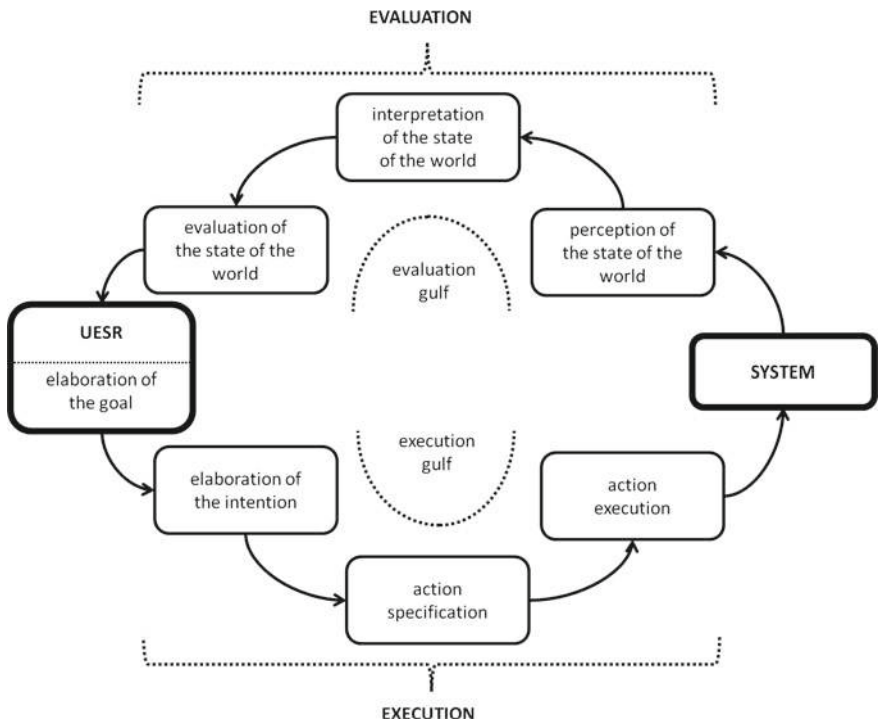 EVALUATION
interpretation
of the state
of the world
evaluation of
the state of the
world
perception of
the state of the
world
evaluation
gulf
UESR
elaboration of
the goal
SYSTEM
execution
gulf
elaboration of
the intention
action
execution
action
specification
EXECUTION